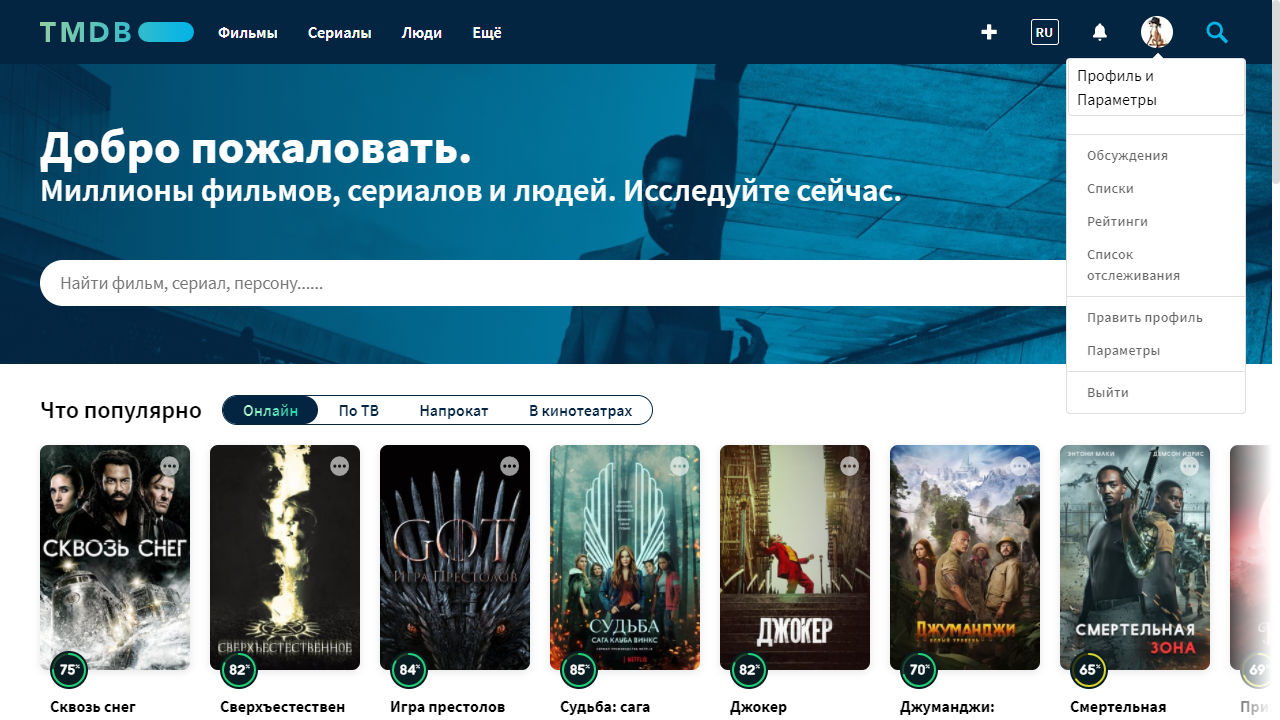 TMDB
Фильмы
Сериалы
Люди
Ещё
RU
Профиль и
Параметры
Обсуждения
Списки
Рейтинги
Список
отслеживания
Править профиль
Параметры
Выйти
Добро пожаловать.
Миллионы фильмов, сериалов и людей. Исследуйте сейчас.
Найти фильм, сериал, персону......
Что популярно
Онлайн
По ТВ
Напрокат
В кинотеатрах
СКВОЗЬ СНЕГ
СВЕРХЪЕСТЕСТВЕННОЕ
GOT
ИГРА ПРЕСТОЛОВ
СУДЬБА
САГА КЛУБА ВИНКС
NETFLIX
ДЖОКЕР
ДЖУМАНДЖИ
НОВЫЙ УРОВЕНЬ
ЭНТОНИ МАКИ
ДЭМСОН ИДРИС
СМЕРТЕЛЬНАЯ
ЗОНА
75%
82%
84%
85%
82%
70%
65%
69%
Сквозь снег
Сверхъестествен
Игра престолов
Судьба: сага
Джокер
Джуманджи:
Смертельная
При